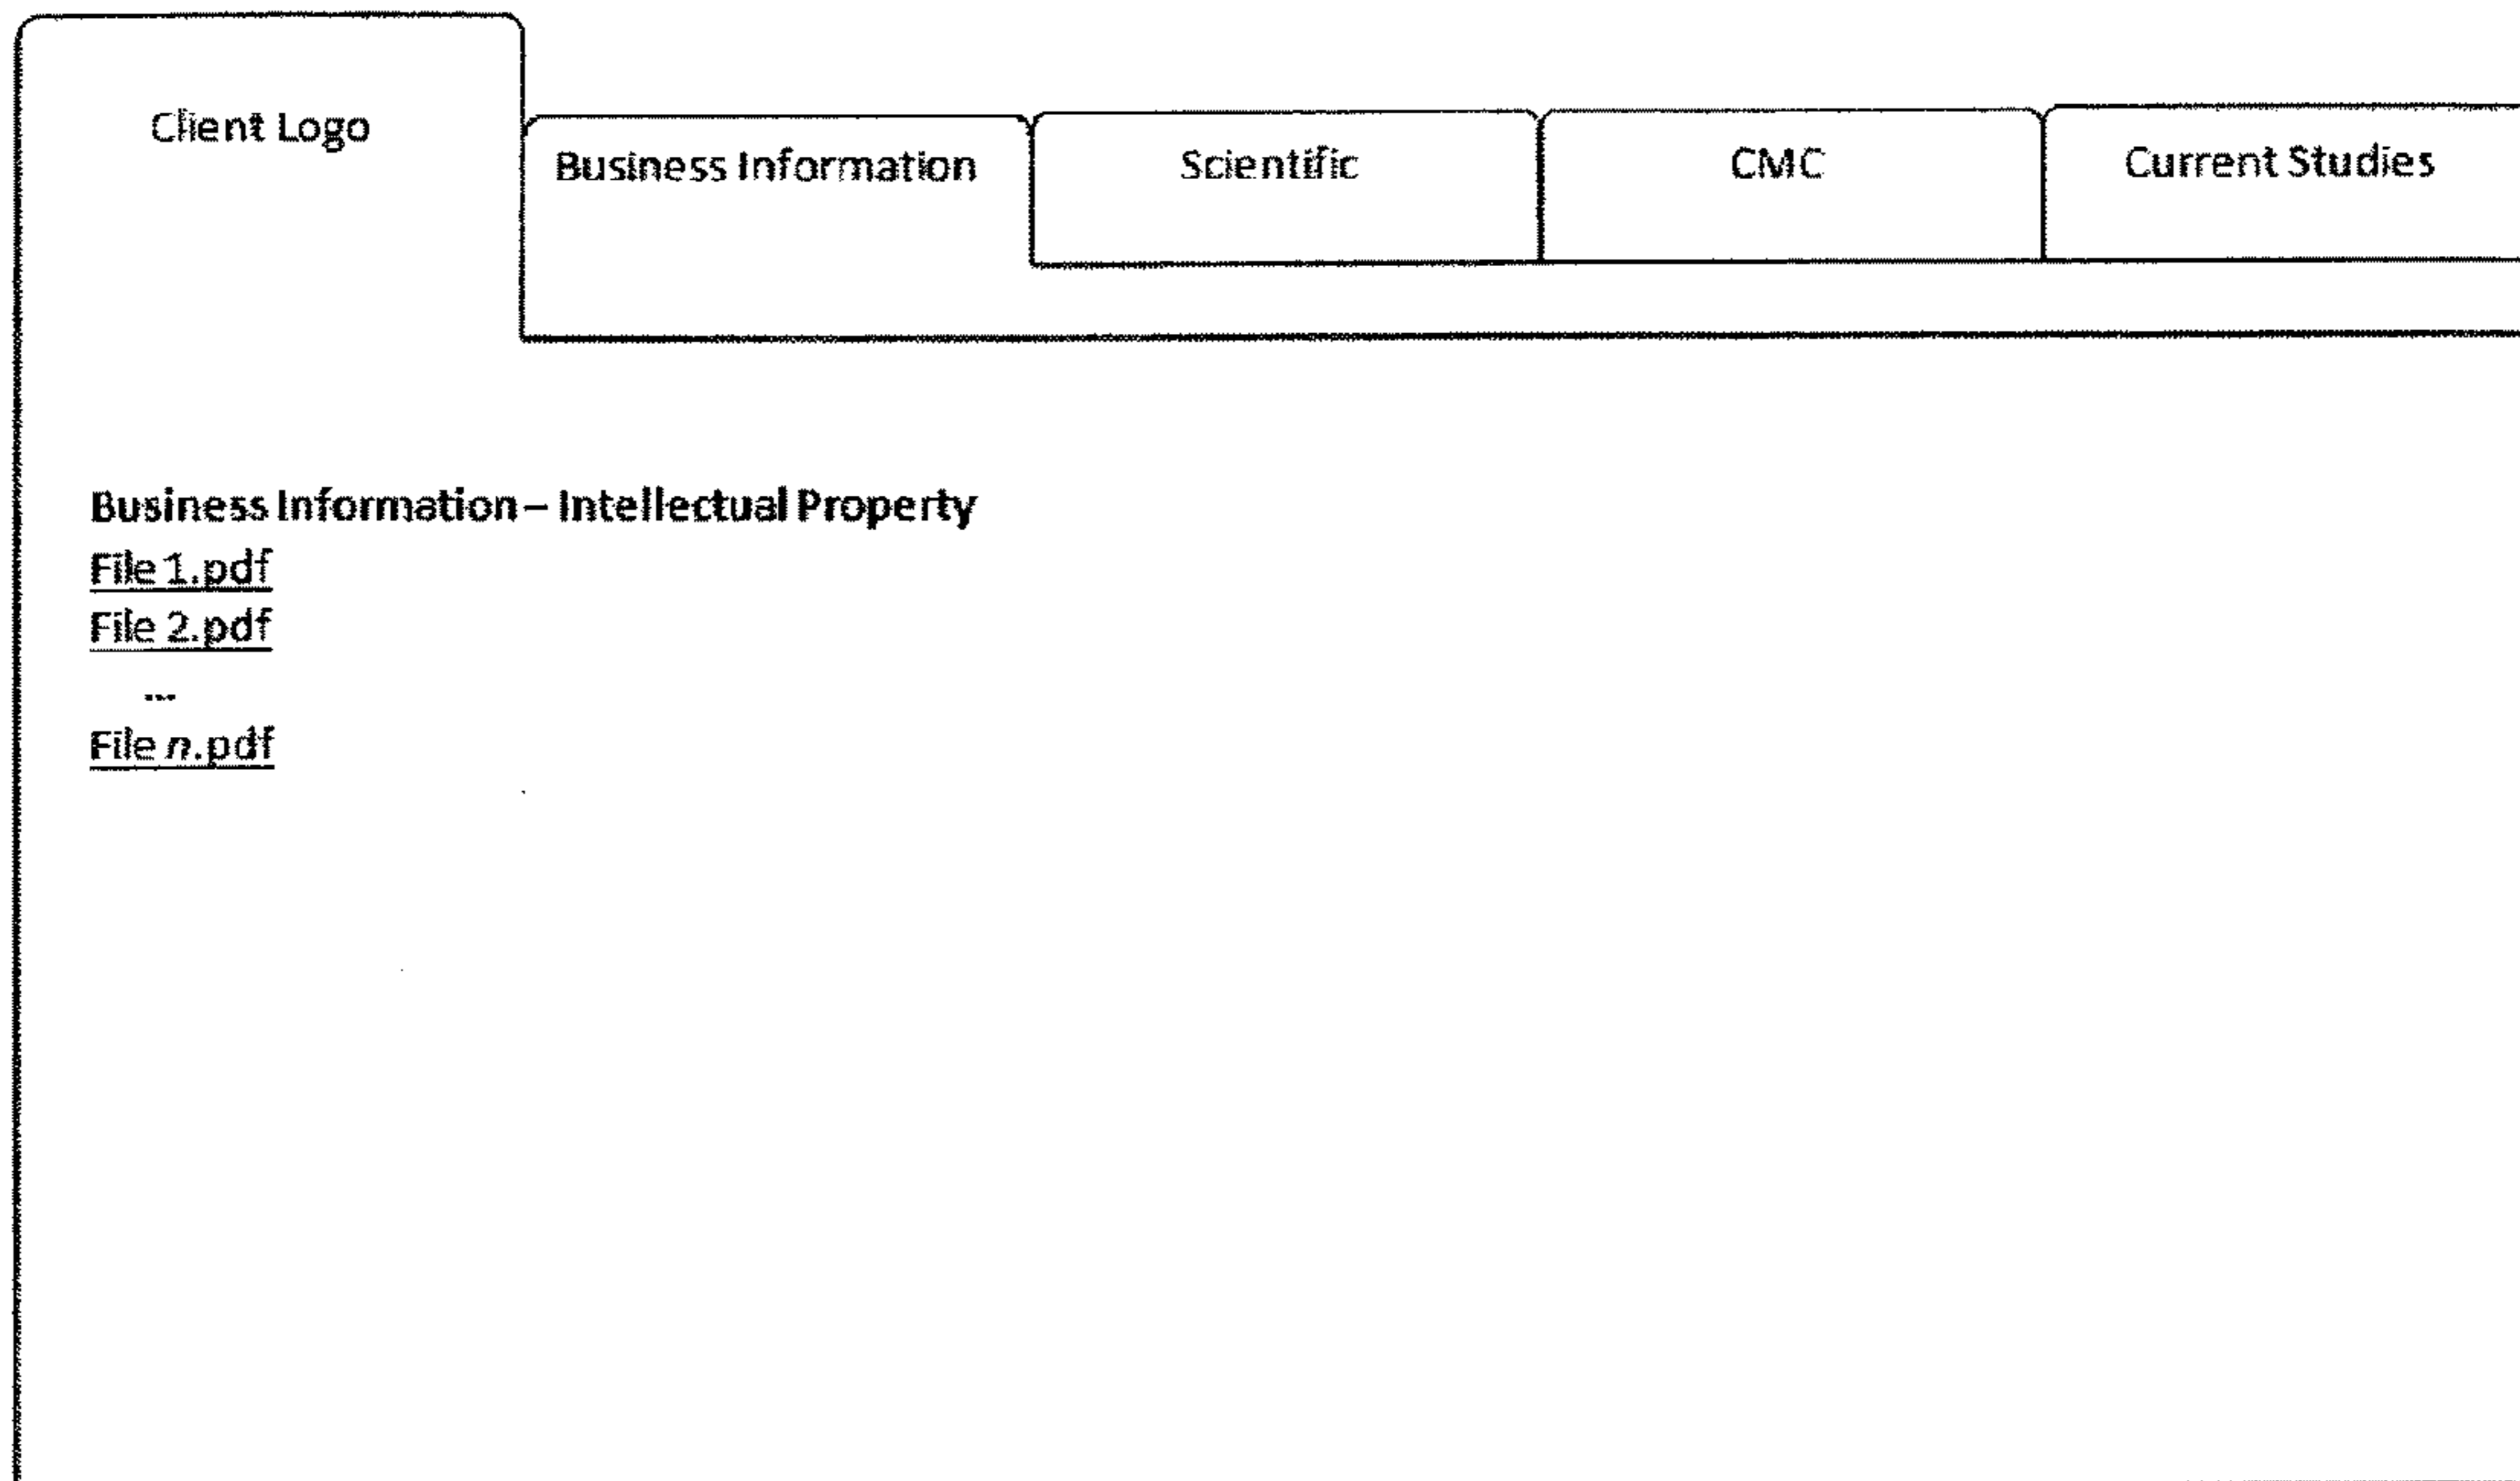 Client Logo
Business Information
Scientific
CMC
Current Studies
Business Information – Intellectual Property
File 1.pdf
File 2.pdf
...
File n.pdf